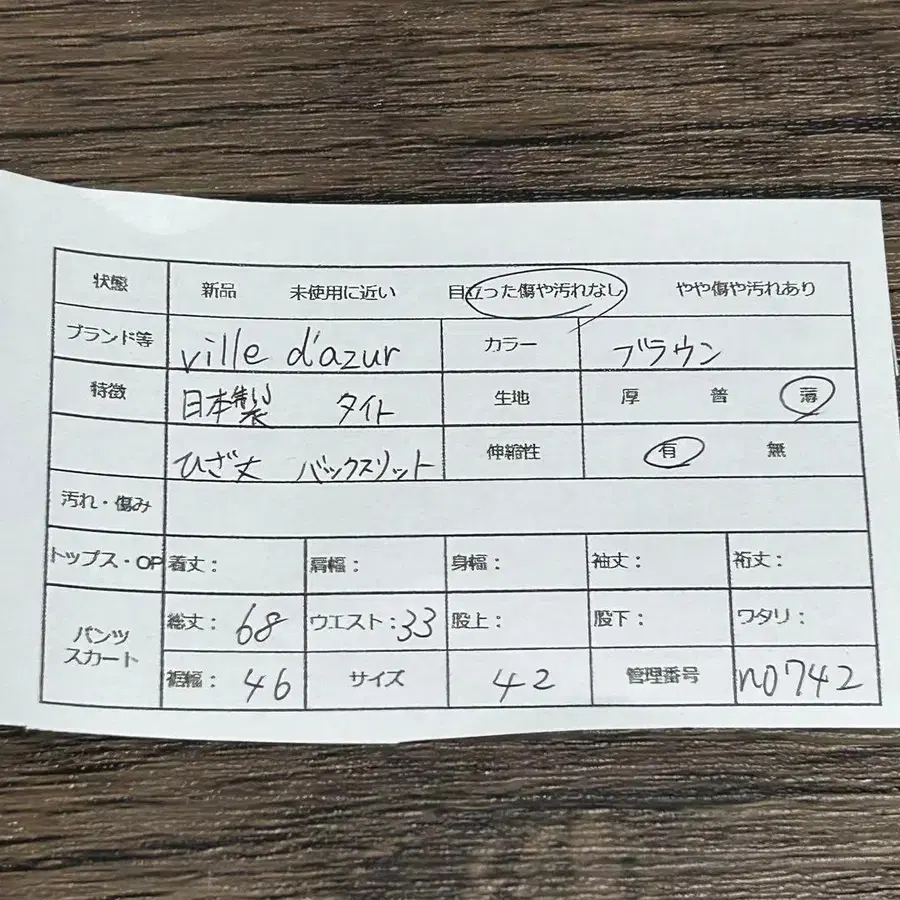 状態 新品 未使用に近い 目立った傷や汚れなし やや傷や汚れあり
ブランド等 ville d'azur カラー ブラウン
特徴 日本製 タイト 生地 厚 普 薄
ひざ丈 バックスリット 伸縮性 有 無
汚れ・傷み
トップス・OP 着丈： 肩幅： 身幅： 袖丈： 裄丈：
パンツ スカート 総丈：68 ウエスト：33 股上： 股下： ワタリ：
裾幅：46 サイズ 42 管理番号 no742